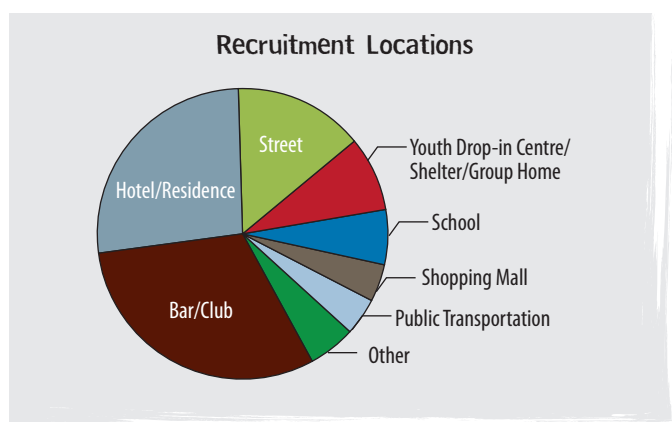 Recruitment Locations
Street
Youth Drop-in Centre/
Shelter/Group Home
Hotel/Residence
School
Shopping Mall
Bar/Club
Public Transportation
Other